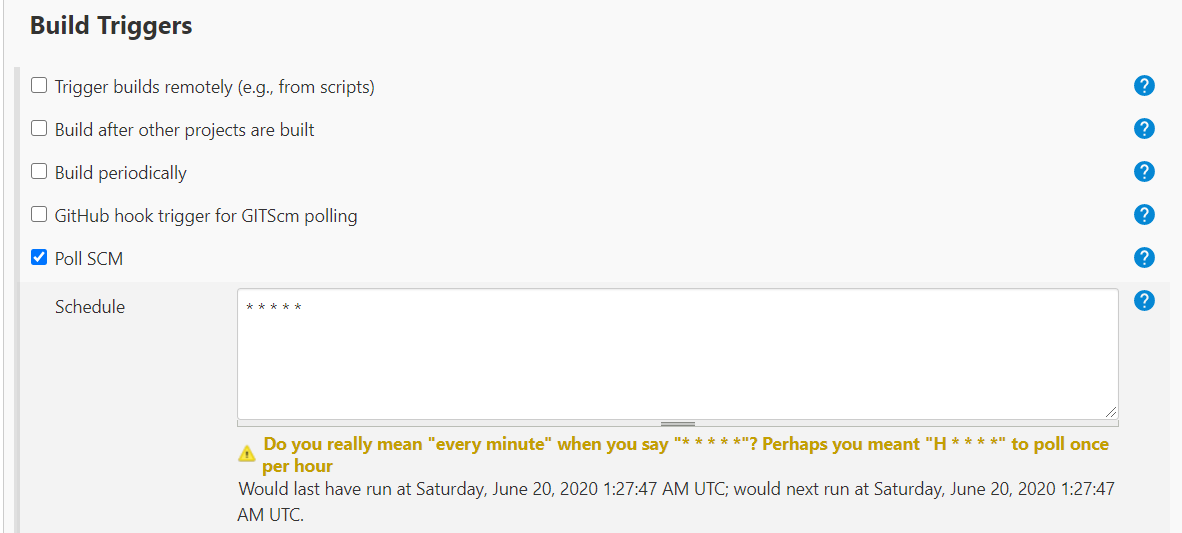 Build Triggers
Trigger builds remotely (e.g., from scripts)
?
Build after other projects are built
?
Build periodically
?
GitHub hook trigger for GITScm polling
?
Poll SCM
?
Schedule
* * * * *
?
Do you really mean "every minute" when you say "* * * * *"? Perhaps you meant "H * * * *" to poll once
per hour
Would last have run at Saturday, June 20, 2020 1:27:47 AM UTC; would next run at Saturday, June 20, 2020 1:27:47
AM UTC.